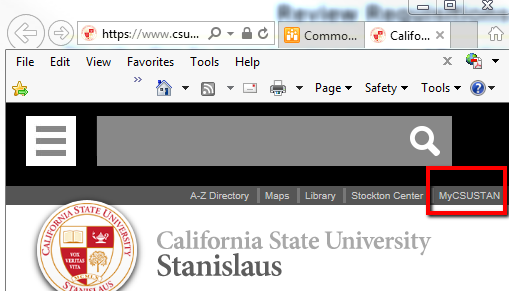 Review Requisitions
https://www.csu...
Commo...
Califo...
File Edit View Favorites Tools Help
Page Safety Tools
A-Z Directory Maps Library Stockton Center MyCSUSTAN
CALIFORNIA STATE UNIVERSITY
VOX VERITAS VITA
STANISLAUS
California State University
Stanislaus